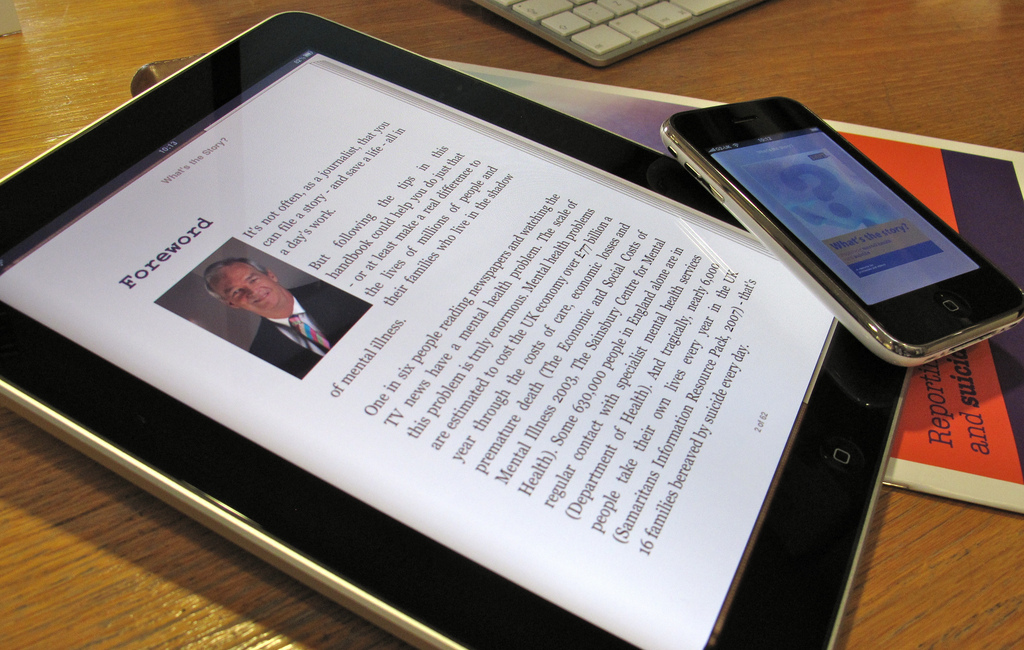 10:13
What's the Story?
Foreword
It's not often, as a journalist, that you
can file a story - and save a life - all in
a day's work.
But following the tips in this
handbook could help you do just that
- or at least make a real difference to
the lives of millions of people and
their families who live in the shadow
of mental illness.
One in six people reading newspapers and watching the
TV news have a mental health problem. The scale of
this problem is truly enormous. Mental health problems
are estimated to cost the UK economy over £77 billion a
year through the costs of care, economic losses and
premature death (The Economic and Social Costs of
Mental Illness 2003, The Sainsbury Centre for Mental
Health). Some 630,000 people in England alone are in
regular contact with specialist mental health services
(Department of Health). And tragically, nearly 6,000
people take their own lives every year in the UK
(Samaritans Information Resource Pack, 2007) - that's
16 families bereaved by suicide every day.
2 of 62
What's the story?
Reporting
and suici